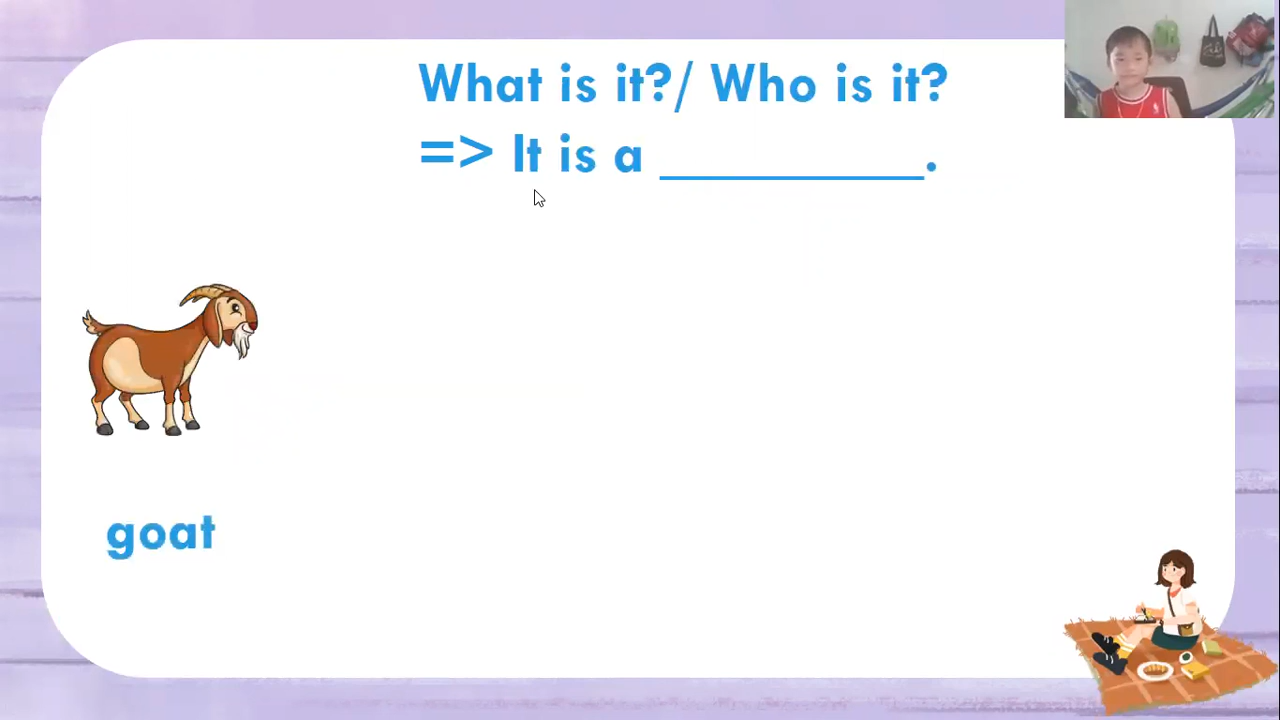 What is it?/ Who is it?
=> It is a __________.
goat